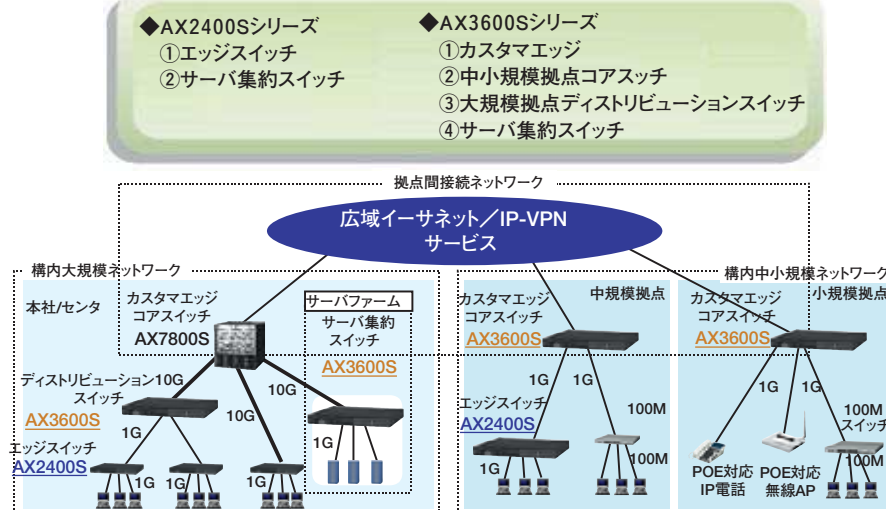 ◆AX2400Sシリーズ
①エッジスイッチ
②サーバ集約スイッチ
◆AX3600Sシリーズ
①カスタマエッジ
②中小規模拠点コアスッチ
③大規模拠点ディストリビューションスイッチ
④サーバ集約スイッチ
拠点間接続ネットワーク
広域イーサネット／IP-VPN
サービス
構内大規模ネットワーク
本社/センタ
カスタマエッジ
コアスイッチ
AX7800S
サーバファーム
サーバ集約
スイッチ
AX3600S
ディストリビューション
スイッチ
AX3600S
10G
10G
10G
1G
1G
エッジスイッチ
AX2400S
1G
1G
1G
構内中小規模ネットワーク
中規模拠点
カスタマエッジ
コアスイッチ
AX3600S
1G
1G
エッジスイッチ
AX2400S
100M
1G
100M
小規模拠点
カスタマエッジ
コアスイッチ
AX3600S
1G
1G
100M
スイッチ
100M
POE対応
IP電話
POE対応
無線AP